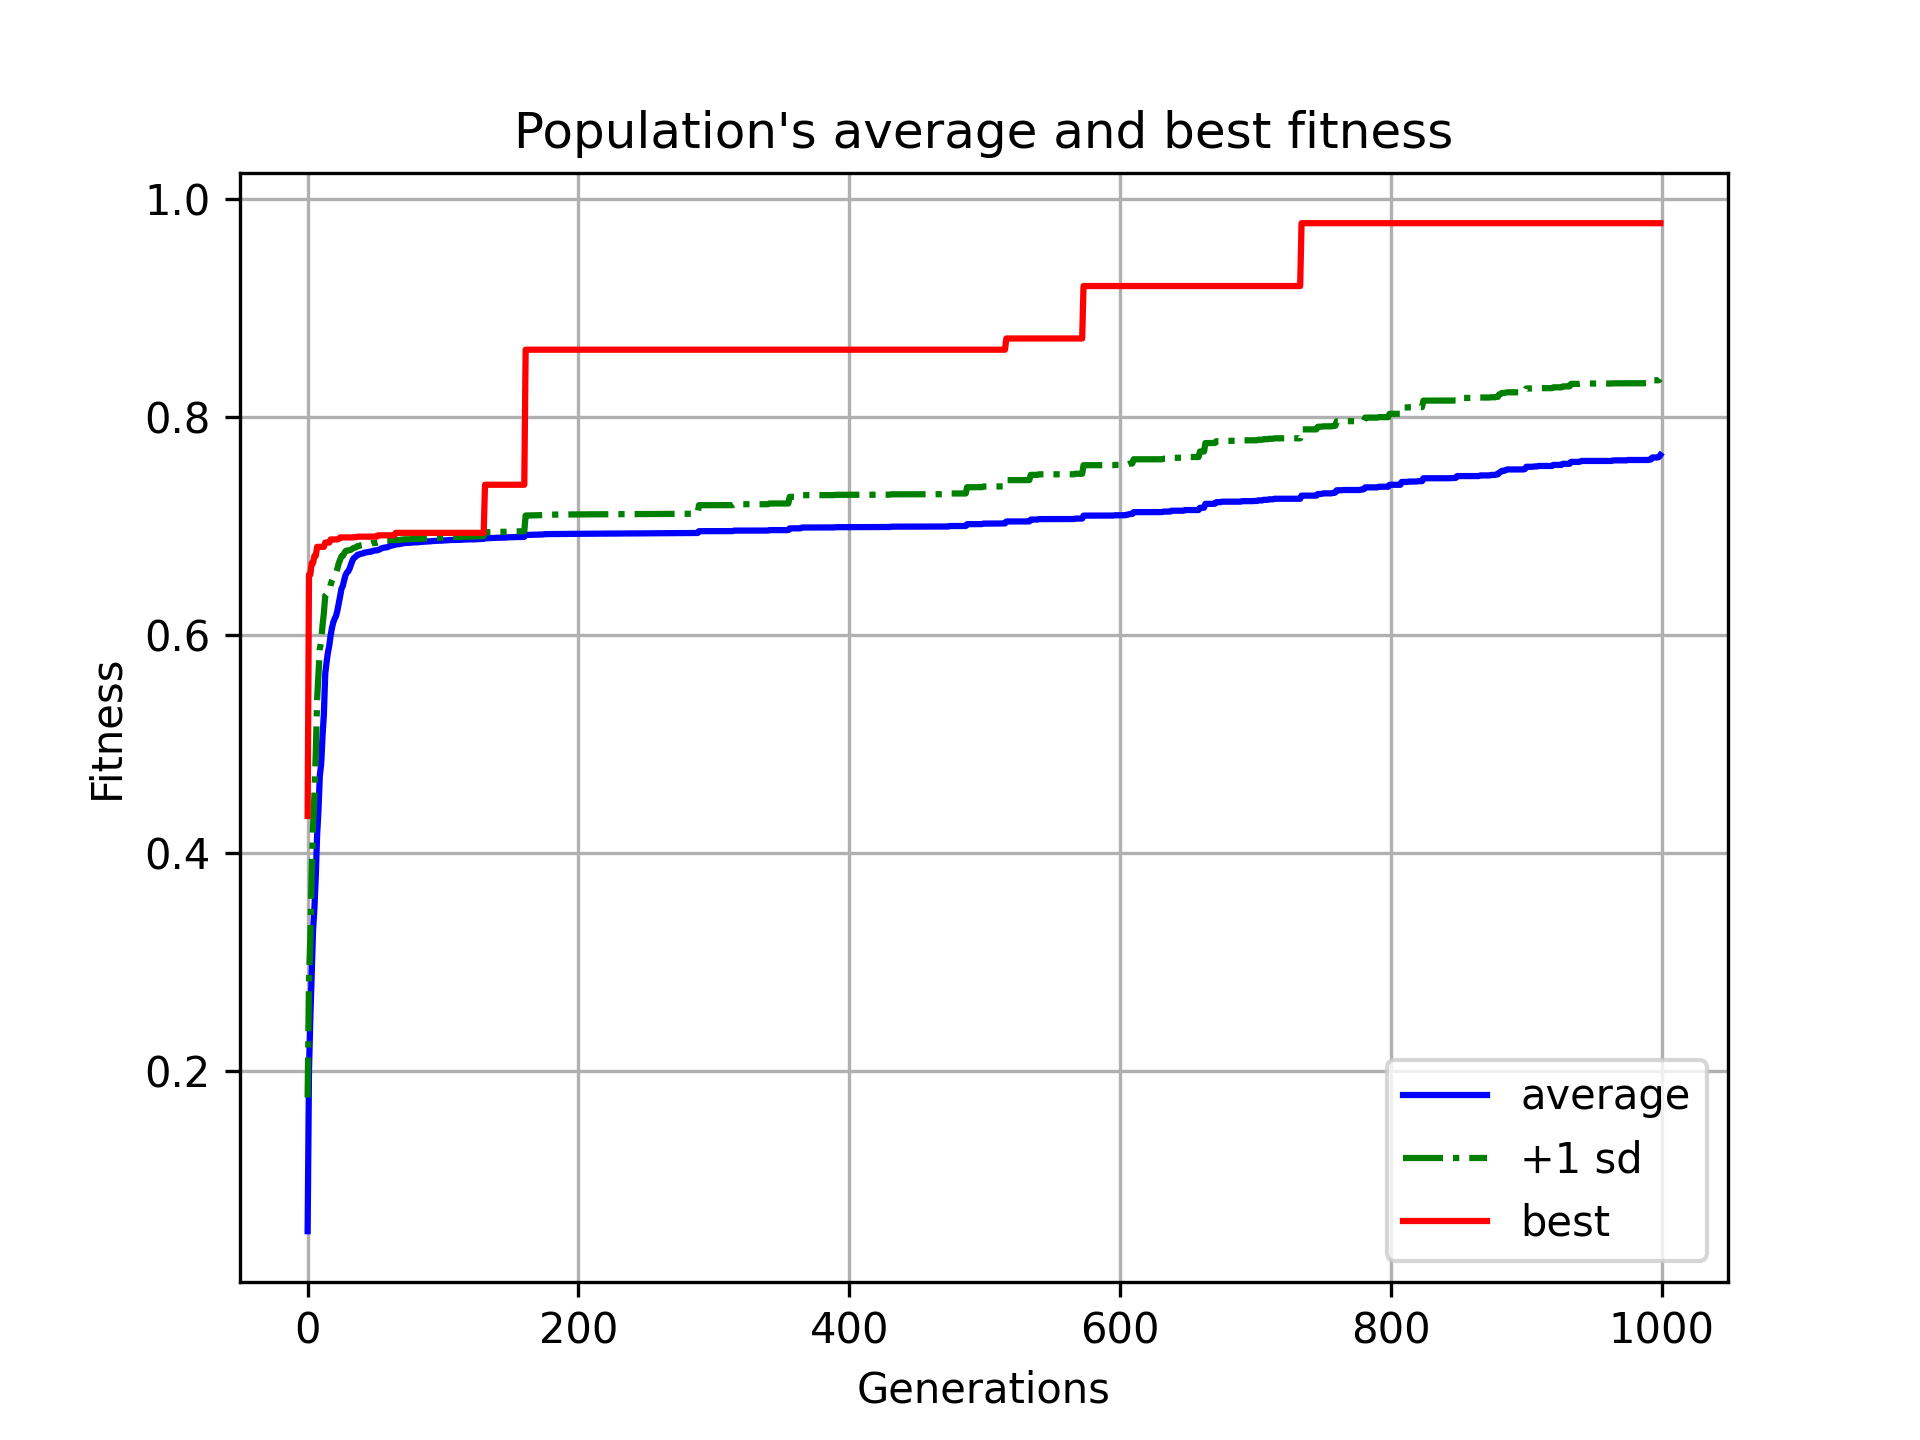 Population's average and best fitness
1.0
0.8
0.6
0.4
0.2
Fitness
0
200
400
600
800
1000
Generations
average
+1 sd
best